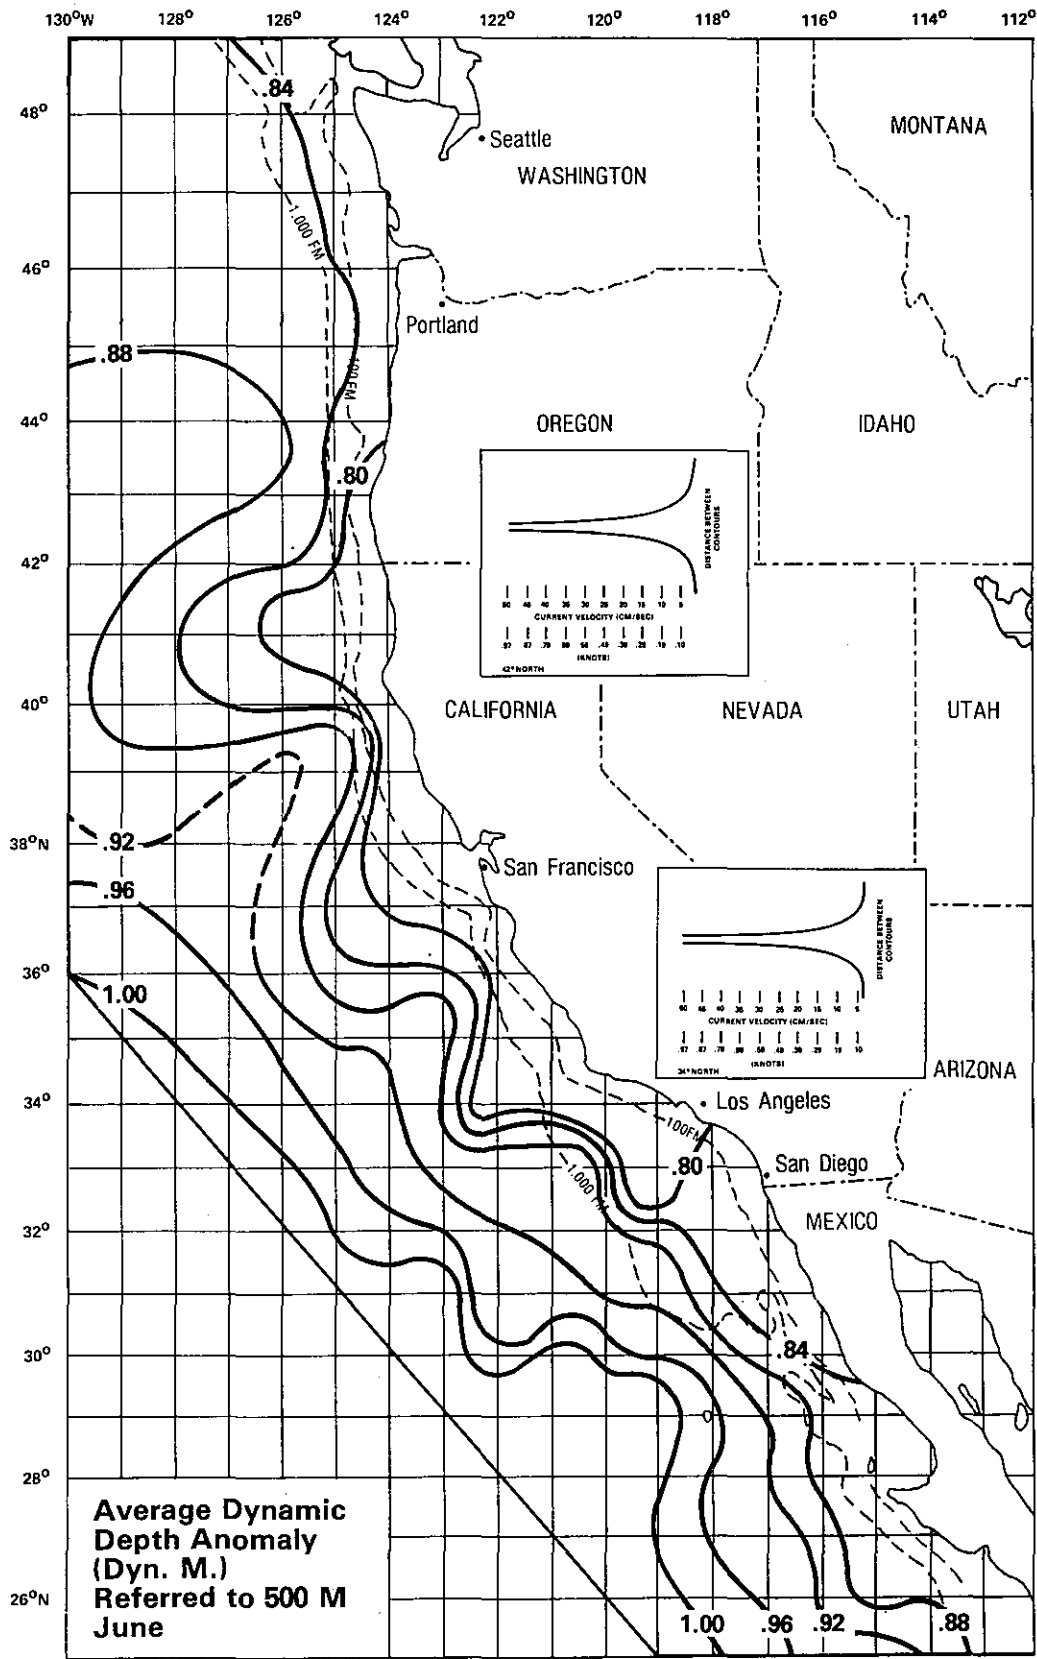 130°W 128° 126° 124° 122° 120° 118° 116° 114° 112°
.84
48°
MONTANA
Seattle
WASHINGTON
1,000 FM
46°
Portland
.88
100 FM
44°
OREGON
IDAHO
.80
DISTANCE BETWEEN
CONTOURS
42°
CURRENT VELOCITY (CM/SEC)
(KNOTS)
42° NORTH
40°
CALIFORNIA
NEVADA
UTAH
.92
38°N
San Francisco
.96
DISTANCE BETWEEN
CONTOURS
36°
1.00
CURRENT VELOCITY (CM/SEC)
(KNOTS)
34° NORTH
ARIZONA
34°
Los Angeles
100FM
.80
San Diego
1,000 FM
MEXICO
32°
30°
.84
28°
Average Dynamic
Depth Anomaly
(Dyn. M.)
Referred to 500 M
June
26°N
1.00 .96 .92 .88